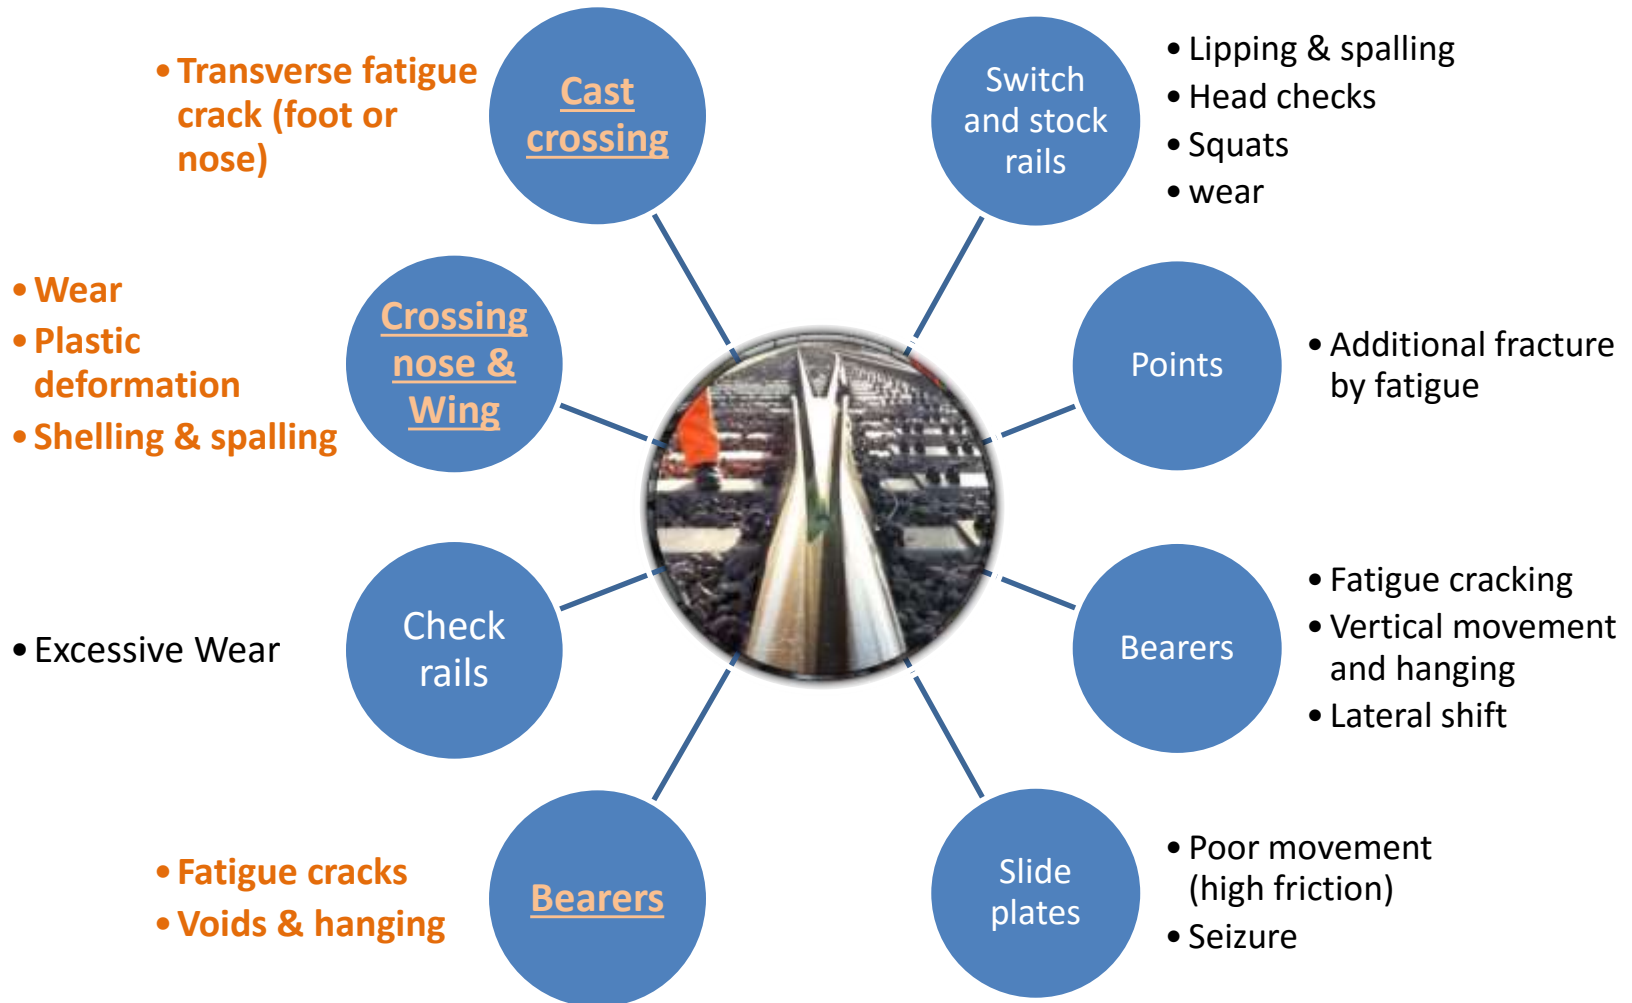 • Transverse fatigue
crack (foot or
nose)
Cast
crossing
• Wear
• Plastic
deformation
• Shelling & spalling
Crossing
nose &
Wing
• Excessive Wear
Check
rails
• Fatigue cracks
• Voids & hanging
Bearers
Switch
and stock
rails
• Lipping & spalling
• Head checks
• Squats
• wear
Points
• Additional fracture
by fatigue
Bearers
• Fatigue cracking
• Vertical movement
and hanging
• Lateral shift
Slide
plates
• Poor movement
(high friction)
• Seizure